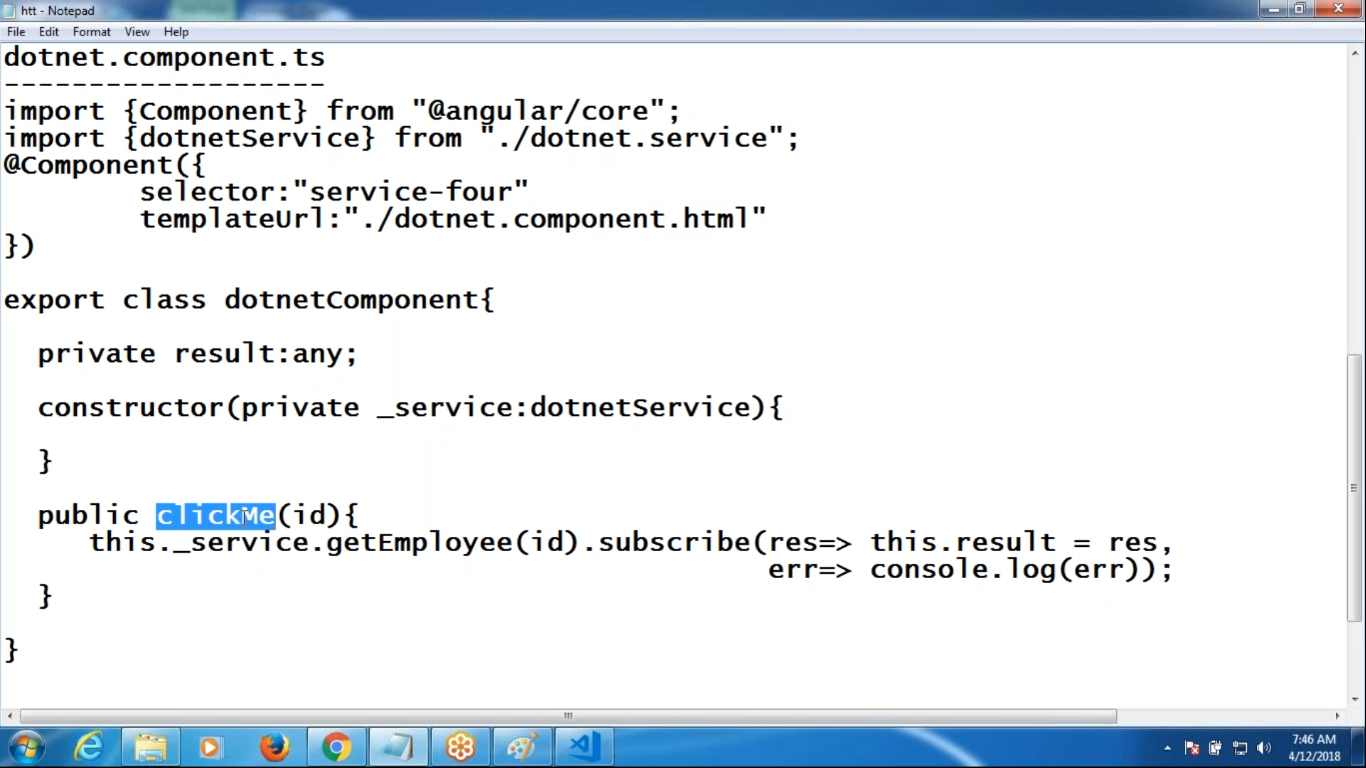 htt - Notepad
File Edit Format View Help
dotnet.component.ts
-------------------
import {Component} from "@angular/core";
import {dotnetService} from "./dotnet.service";
@Component({
        selector:"service-four"
        templateUrl:"./dotnet.component.html"
})
export class dotnetComponent{
  private result:any;
  constructor(private _service:dotnetService){
  }
  public clickMe(id){
     this._service.getEmployee(id).subscribe(res=> this.result = res,
                                             err=> console.log(err));
  }
}
7:46 AM
4/12/2018